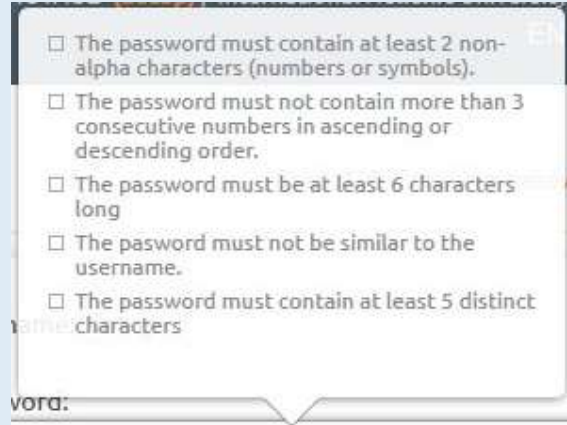 EN
☐ The password must contain at least 2 non-
alpha characters (numbers or symbols).
☐ The password must not contain more than 3
consecutive numbers in ascending or
descending order.
☐ The password must be at least 6 characters
long
☐ The pasword must not be similar to the
username.
☐ The password must contain at least 5 distinct
characters
name
word: